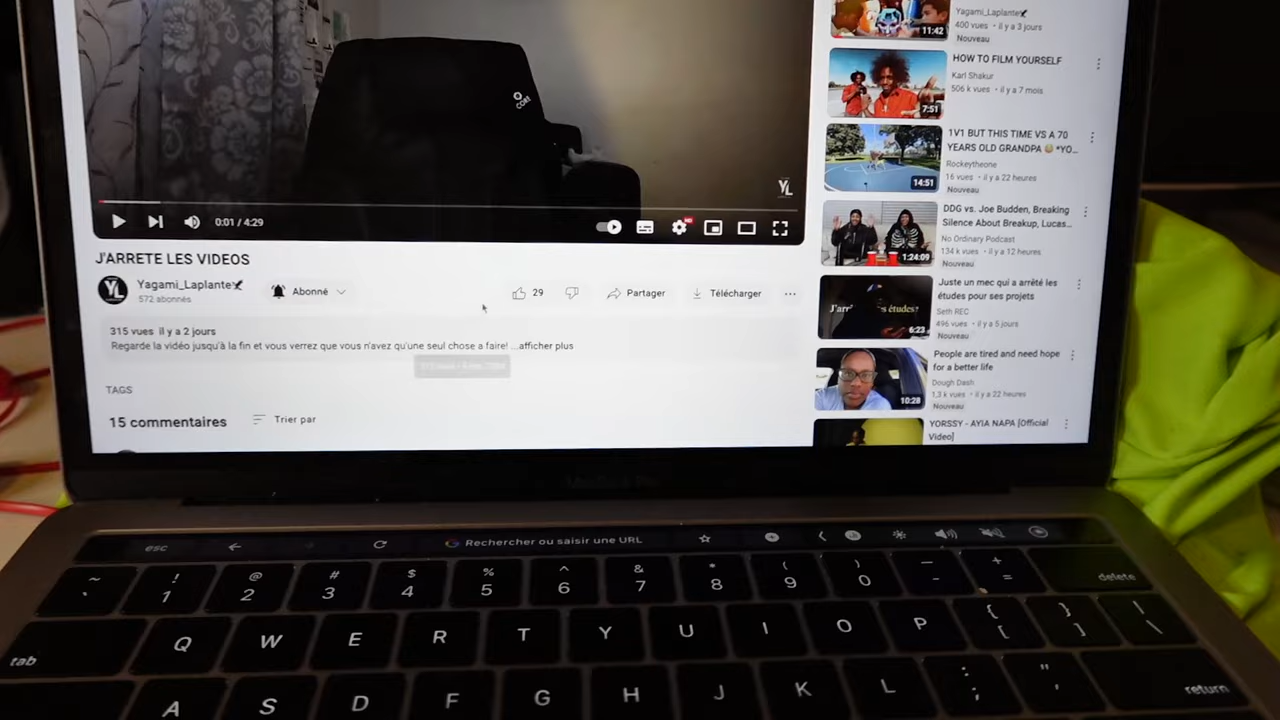 YL
0:01 / 4:29
J'ARRETE LES VIDEOS
YL
Yagami_Laplante
572 abonnés
Abonné
29
Partager
Télécharger
315 vues il y a 2 jours
Regarde la vidéo jusqu'à la fin et vous verrez que vous n'avez qu'une seul chose a faire! ...afficher plus
TAGS
15 commentaires
Trier par
11:42
Yagami_Laplante
400 vues • il y a 3 jours
Nouveau
7:51
HOW TO FILM YOURSELF
Karl Shakur
506 k vues • il y a 7 mois
14:51
1V1 BUT THIS TIME VS A 70
YEARS OLD GRANDPA 😳 *YO...
Rockeytheone
16 vues • il y a 22 heures
Nouveau
1:24:09
DDG vs. Joe Budden, Breaking
Silence About Breakup, Lucas...
No Ordinary Podcast
134 k vues • il y a 12 heures
Nouveau
6:23
Juste un mec qui a arrêté les
études pour ses projets
Seth REC
496 vues • il y a 5 jours
Nouveau
10:28
People are tired and need hope
for a better life
Dough Dash
1,3 k vues • il y a 22 heures
Nouveau
YORSSY - AYIA NAPA [Official
Video]
MacBook Pro
esc
Rechercher ou saisir une URL
~ ` ! 1 @ 2 # 3 $ 4 % 5 ^ 6 & 7 * 8 ( 9 ) 0 — - + = delete
tab Q W E R T Y U I O P { [ } ] | \
A S D F G H J K L : ; " ' return